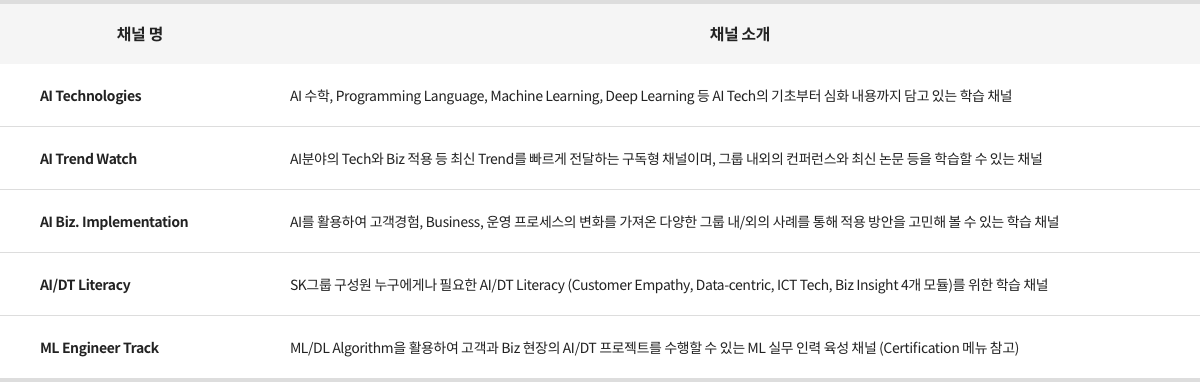 채널 명 채널 소개
AI Technologies AI 수학, Programming Language, Machine Learning, Deep Learning 등 AI Tech의 기초부터 심화 내용까지 담고 있는 학습 채널
AI Trend Watch AI분야의 Tech와 Biz 적용 등 최신 Trend를 빠르게 전달하는 구독형 채널이며, 그룹 내외의 컨퍼런스와 최신 논문 등을 학습할 수 있는 채널
AI Biz. Implementation AI를 활용하여 고객경험, Business, 운영 프로세스의 변화를 가져온 다양한 그룹 내/외의 사례를 통해 적용 방안을 고민해 볼 수 있는 학습 채널
AI/DT Literacy SK그룹 구성원 누구에게나 필요한 AI/DT Literacy (Customer Empathy, Data-centric, ICT Tech, Biz Insight 4개 모듈)를 위한 학습 채널
ML Engineer Track ML/DL Algorithm을 활용하여 고객과 Biz 현장의 AI/DT 프로젝트를 수행할 수 있는 ML 실무 인력 육성 채널 (Certification 메뉴 참고)